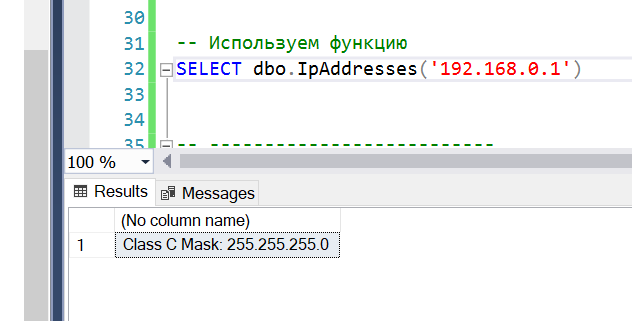 30
31 -- Используем функцию
32 SELECT dbo.IpAddresses('192.168.0.1')
33
34
35 -- ---------------------------
100 %
Results Messages
(No column name)
1 Class C Mask: 255.255.255.0